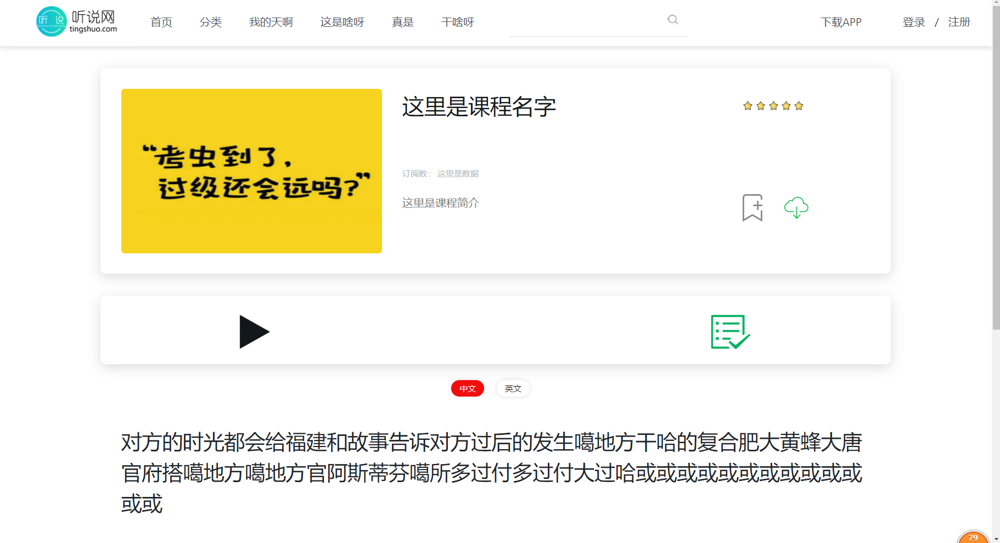 听说
听说网
tingshuo.com
首页 分类 我的天啊 这是啥呀 真是 干啥呀 下载APP 登录 / 注册
“考虫到了，
过级还会远吗?”
这里是课程名字
订阅数： 这里是数据
这里是课程简介
中文 英文
对方的时光都会给福建和故事告诉对方过后的发生噶地方干哈的复合肥大黄蜂大唐
官府搭噶地方噶地方官阿斯蒂芬噶所多过付多过付大过哈或或或或或或或或或或或
或或
79